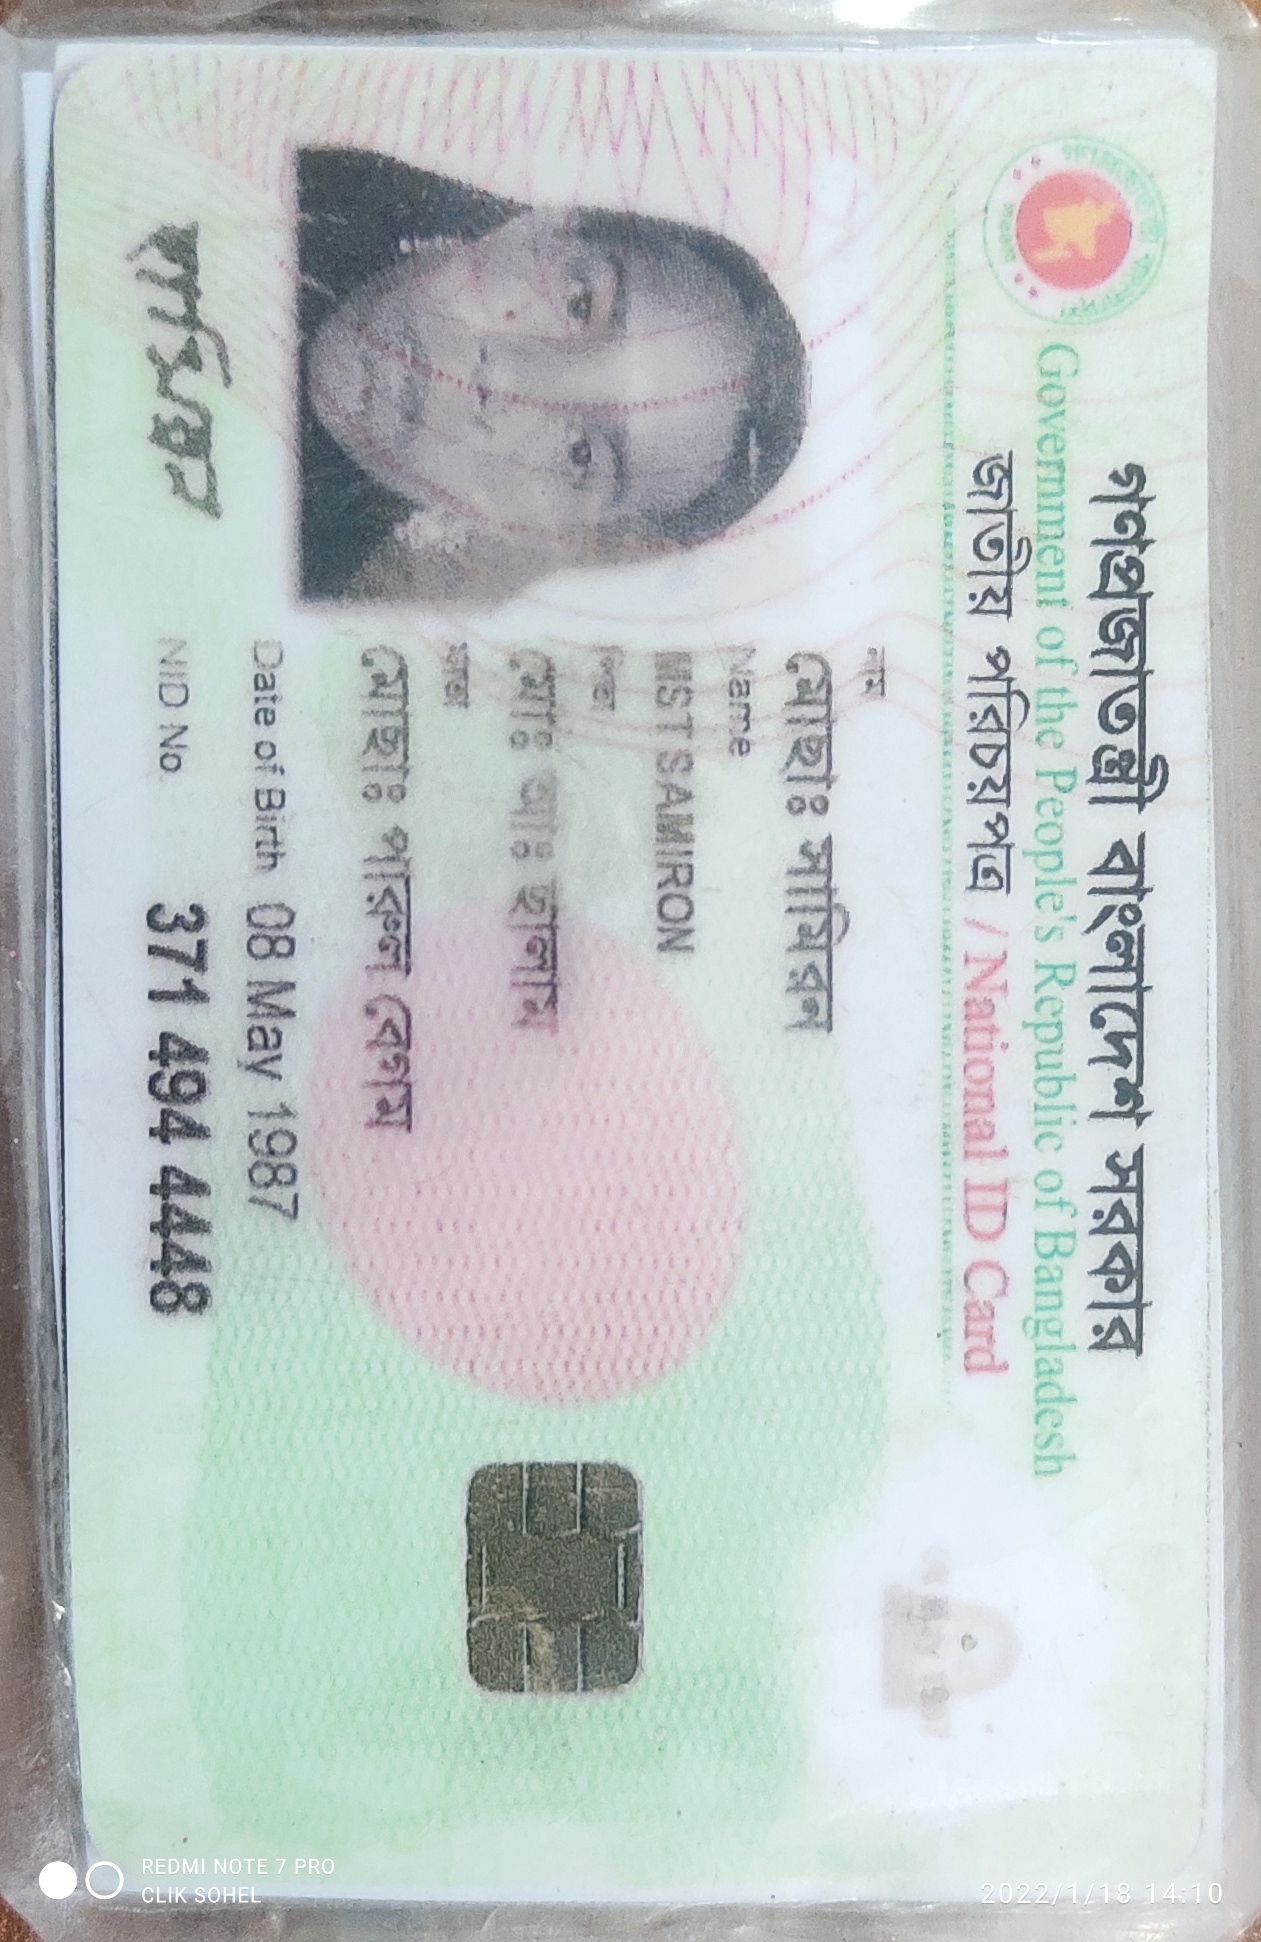 গণপ্রজাতন্ত্রী বাংলাদেশ সরকার
Government of the People's Republic of Bangladesh
জাতীয় পরিচয়পত্র / National ID Card
নাম
মোছাঃ সামিরন
Name
MST SAMIRON
পিতা
মোঃ আঃ ছালাম
মাতা
মোছাঃ পারুল বেগম
Date of Birth 08 May 1987
NID No. 371 494 4448
REDMI NOTE 7 PRO
CLIK SOHEL
2022/1/18 14:10